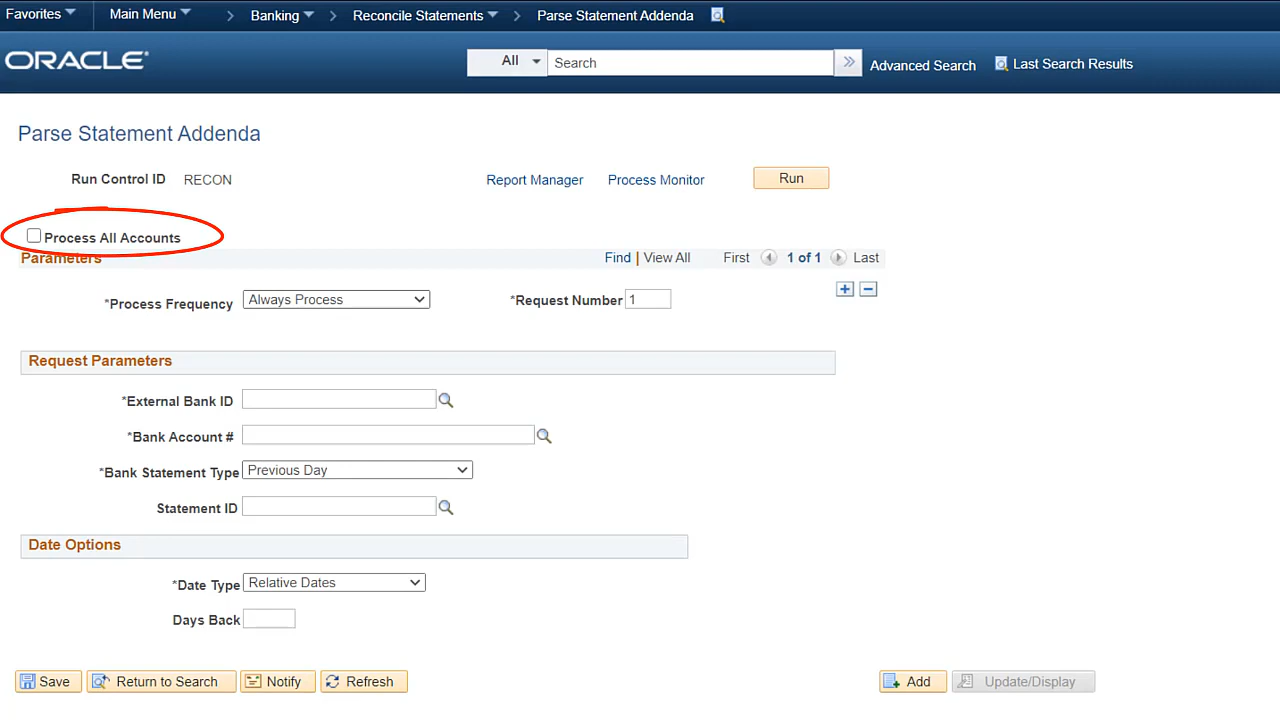 Favorites Main Menu > Banking > Reconcile Statements > Parse Statement Addenda
ORACLE All Search Advanced Search Last Search Results
Parse Statement Addenda
Run Control ID RECON Report Manager Process Monitor Run
Process All Accounts
Parameters Find | View All First 1 of 1 Last
*Process Frequency Always Process *Request Number 1
Request Parameters
*External Bank ID
*Bank Account #
*Bank Statement Type Previous Day
Statement ID
Date Options
*Date Type Relative Dates
Days Back
Save Return to Search Notify Refresh Add Update/Display